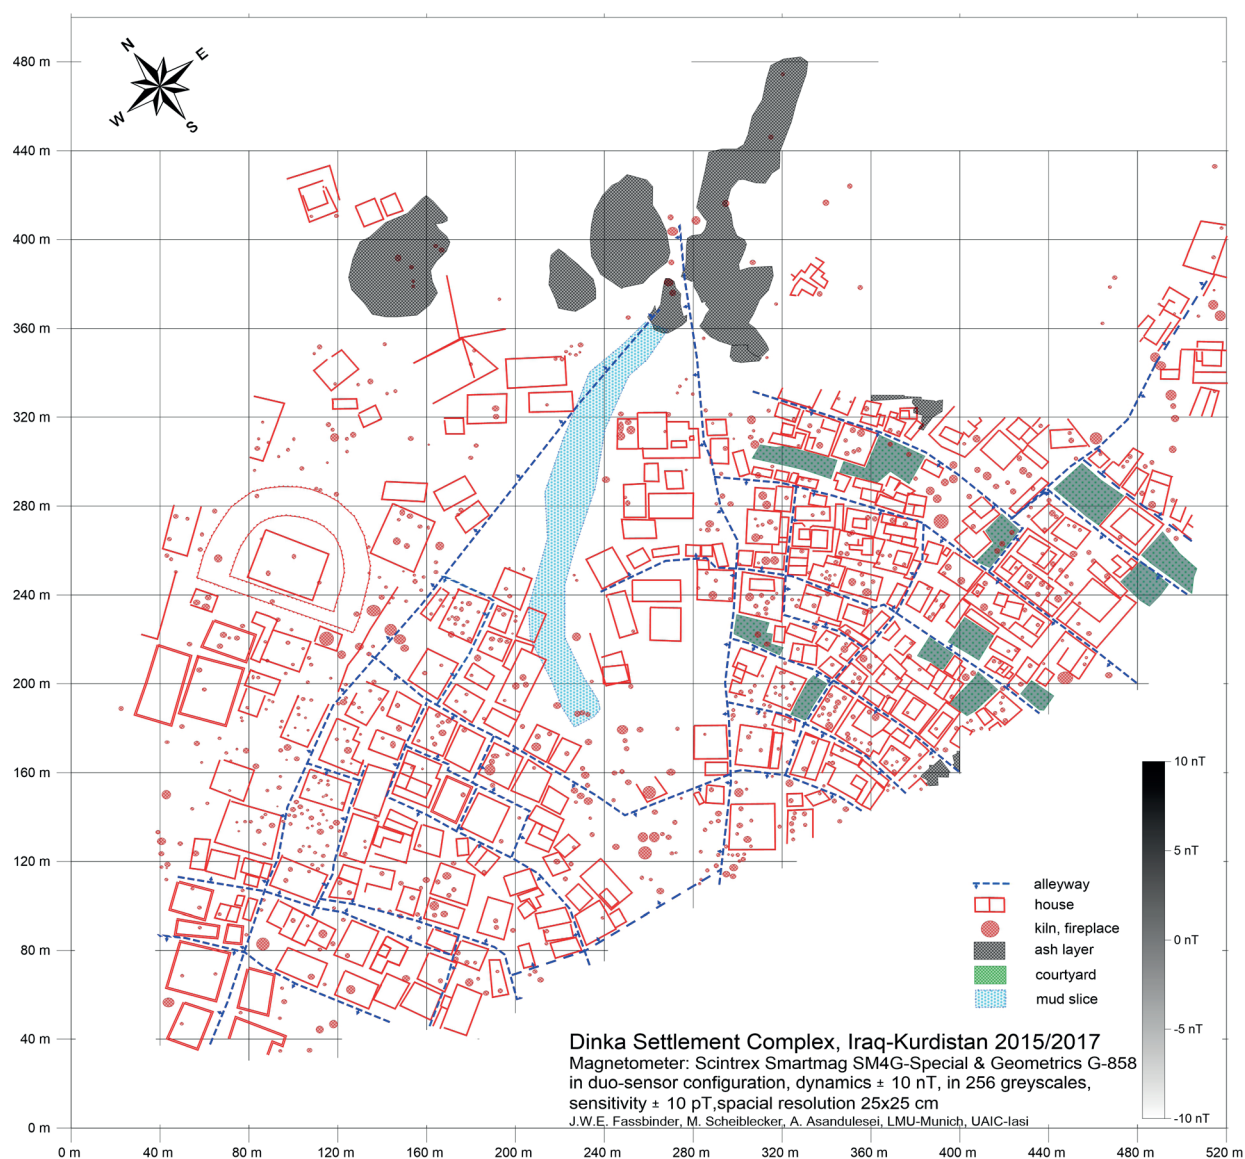 480 m
440 m
400 m
360 m
320 m
280 m
240 m
200 m
160 m
120 m
80 m
40 m
0 m
N
E
W
S
10 nT
5 nT
0 nT
-5 nT
-10 nT
alleyway
house
kiln, fireplace
ash layer
courtyard
mud slice
Dinka Settlement Complex, Iraq-Kurdistan 2015/2017
Magnetometer: Scintrex Smartmag SM4G-Special & Geometrics G-858
in duo-sensor configuration, dynamics ± 10 nT, in 256 greyscales,
sensitivity ± 10 pT,spacial resolution 25x25 cm
J.W.E. Fassbinder, M. Scheiblecker, A. Asandulesei, LMU-Munich, UAIC-Iasi
0 m 40 m 80 m 120 m 160 m 200 m 240 m 280 m 320 m 360 m 400 m 440 m 480 m 520 m